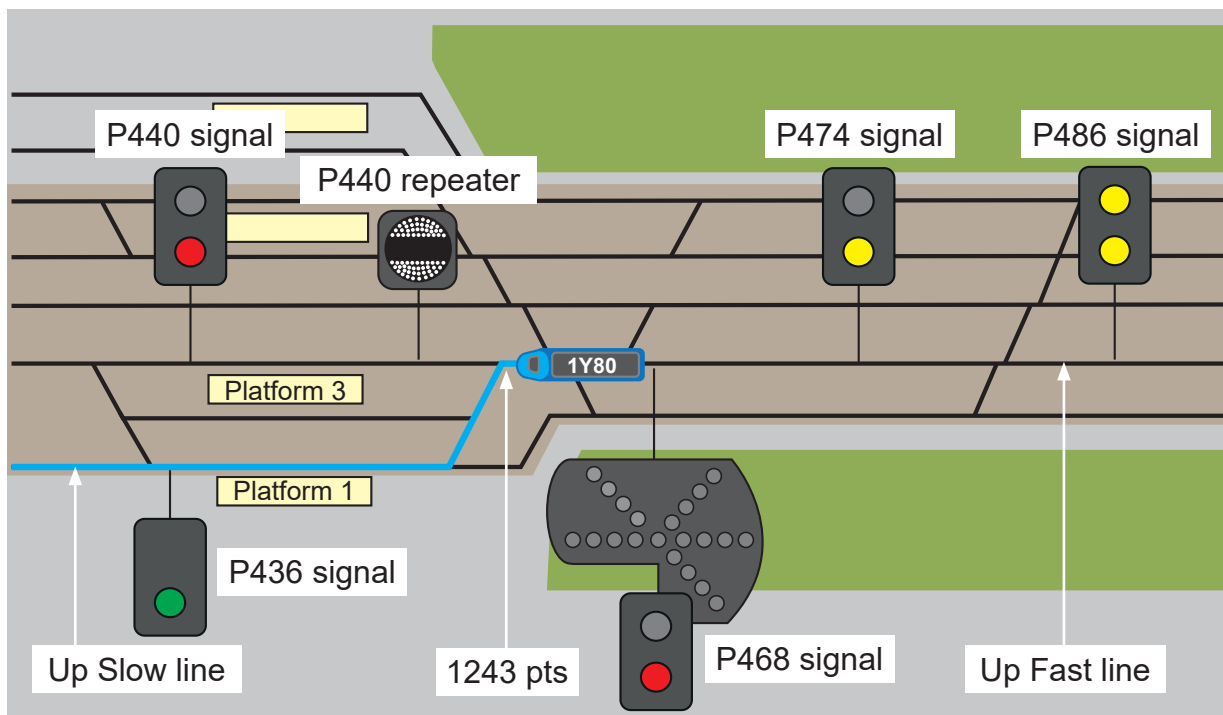 P440 signal
P474 signal
P486 signal
P440 repeater
1Y80
Platform 3
Platform 1
P436 signal
Up Slow line
1243 pts
P468 signal
Up Fast line